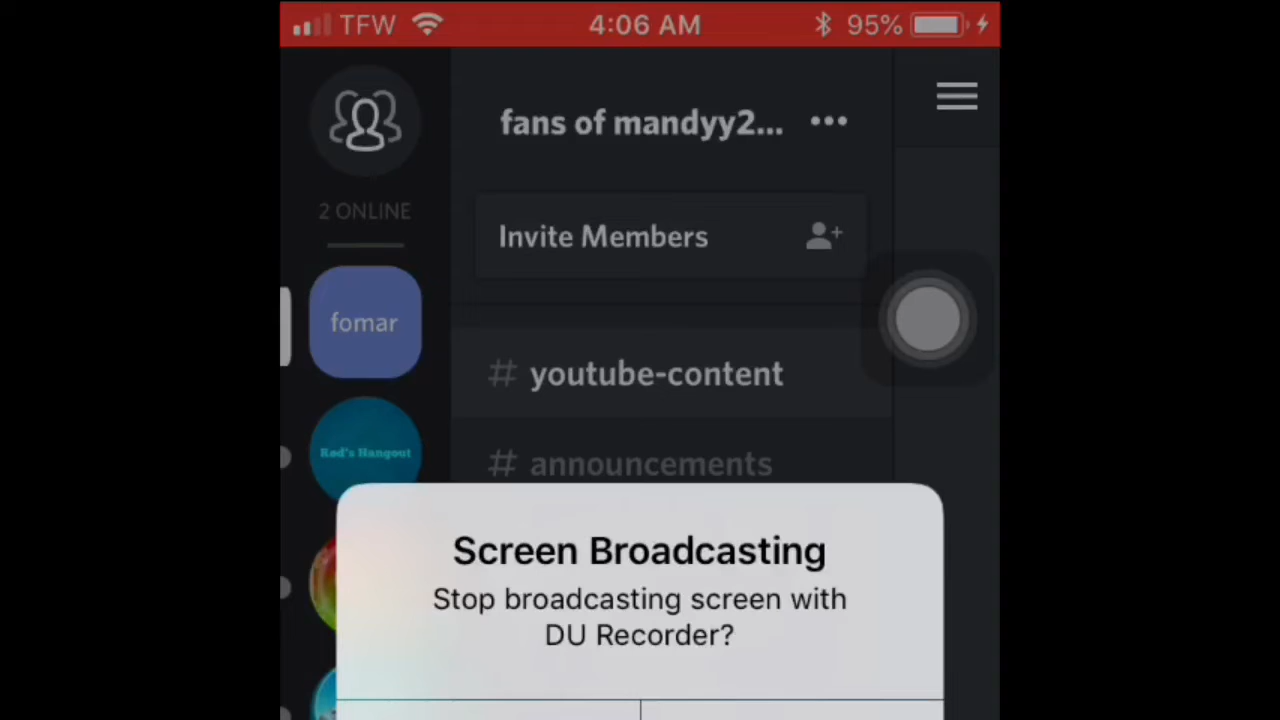 TFW 4:06 AM 95%
fans of mandyy2...
2 ONLINE
Invite Members
fomar
# youtube-content
Rød's Hangout
# announcements
Screen Broadcasting
Stop broadcasting screen with
DU Recorder?